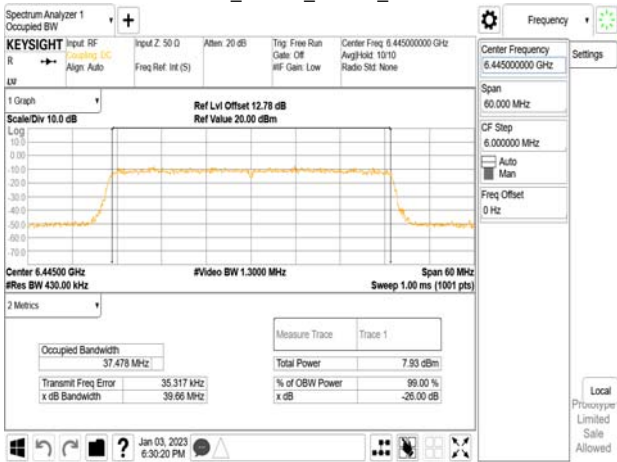 Spectrum Analyzer 1
Occupied BW
+
Frequency
KEYSIGHT
R
LXI
Input: RF
Coupling: DC
Align: Auto
Input Z: 50 Ω
Freq Ref: Int (S)
Atten: 20 dB
Trig: Free Run
Gate: Off
#IF Gain: Low
Center Freq: 6.445000000 GHz
Avg|Hold: 10/10
Radio Std: None
Center Frequency
6.445000000 GHz
Settings
Span
60.000 MHz
CF Step
6.000000 MHz
Auto
Man
Freq Offset
0 Hz
1 Graph
Scale/Div 10.0 dB
Ref Lvl Offset 12.78 dB
Ref Value 20.00 dBm
Log
10.0
0.00
-10.0
-20.0
-30.0
-40.0
-50.0
-60.0
-70.0
Center 6.44500 GHz
#Res BW 430.00 kHz
#Video BW 1.3000 MHz
Span 60 MHz
Sweep 1.00 ms (1001 pts)
2 Metrics
Measure Trace Trace 1
Occupied Bandwidth
37.478 MHz
Total Power 7.93 dBm
Transmit Freq Error 35.317 kHz
% of OBW Power 99.00 %
x dB Bandwidth 39.66 MHz
x dB -26.00 dB
Local
Prototype
Limited
Sale
Allowed
?
Jan 03, 2023
6:30:20 PM